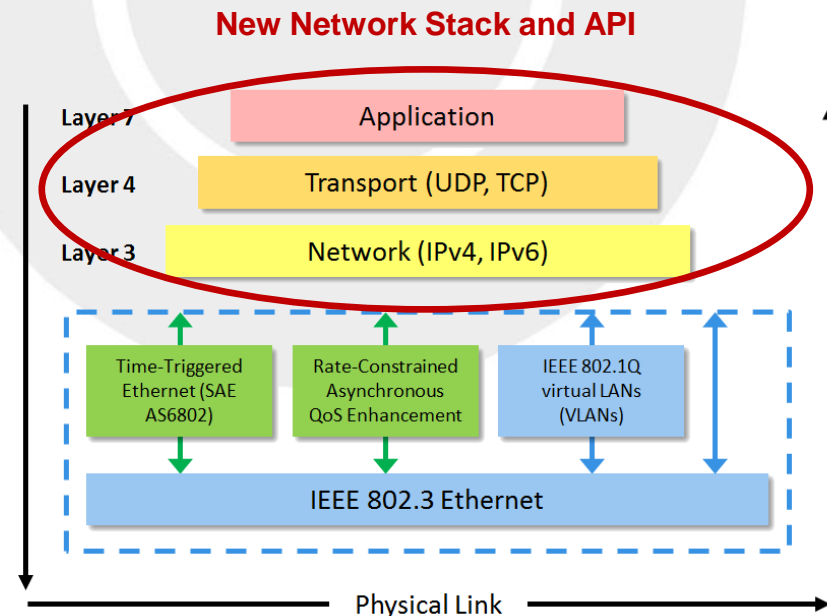 New Network Stack and API
Layer 7 Application
Layer 4 Transport (UDP, TCP)
Layer 3 Network (IPv4, IPv6)
Time-Triggered
Ethernet (SAE
AS6802)
Rate-Constrained
Asynchronous
QoS Enhancement
IEEE 802.1Q
virtual LANs
(VLANs)
IEEE 802.3 Ethernet
Physical Link